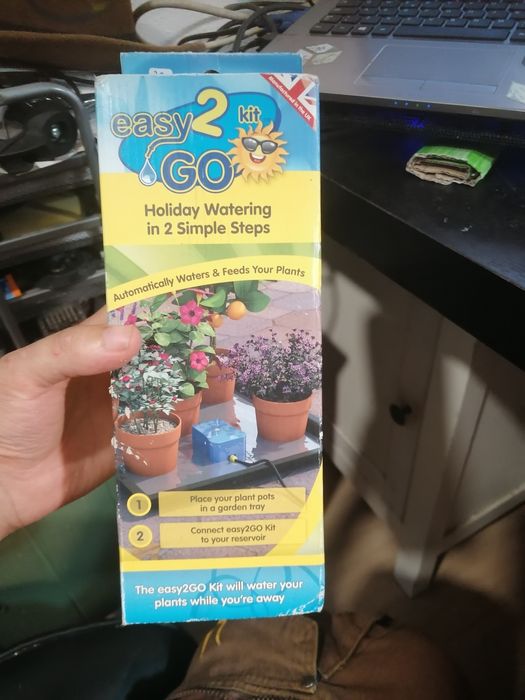 easy2 kit
GO
Manufactured in the UK
Holiday Watering
in 2 Simple Steps
Automatically Waters & Feeds Your Plants
1 Place your plant pots
in a garden tray
2 Connect easy2GO Kit
to your reservoir
The easy2GO Kit will water your
plants while you're away